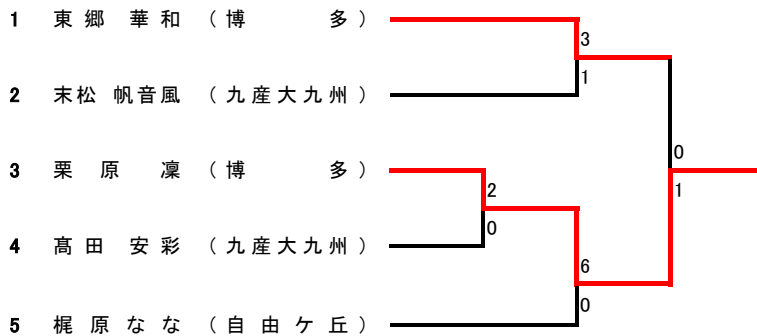 1 東郷 華和 (博 多)
3
1
2 末松 帆音風 (九産大九州)
0
3 栗原 凜 (博 多)
2
1
0
4 髙田 安彩 (九産大九州)
6
0
5 梶原なな (自由ケ丘)